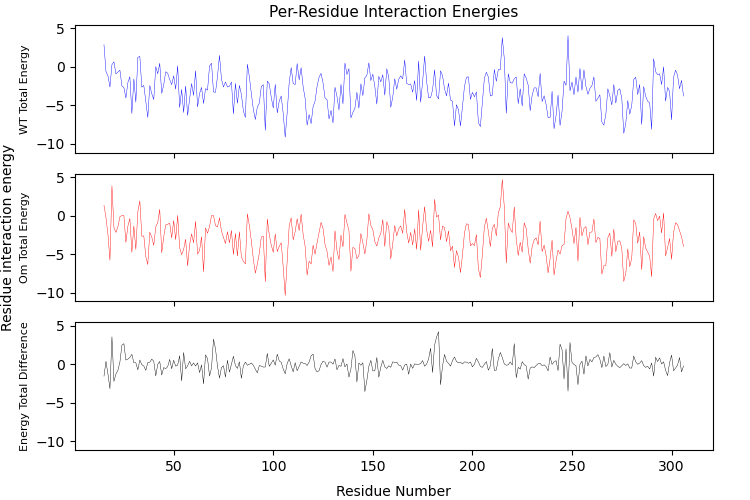 Per-Residue Interaction Energies
Residue interaction energy
WT Total Energy
5
0
−5
−10
Om Total Energy
5
0
−5
−10
Energy Total Difference
5
0
−5
−10
50 100 150 200 250 300
Residue Number